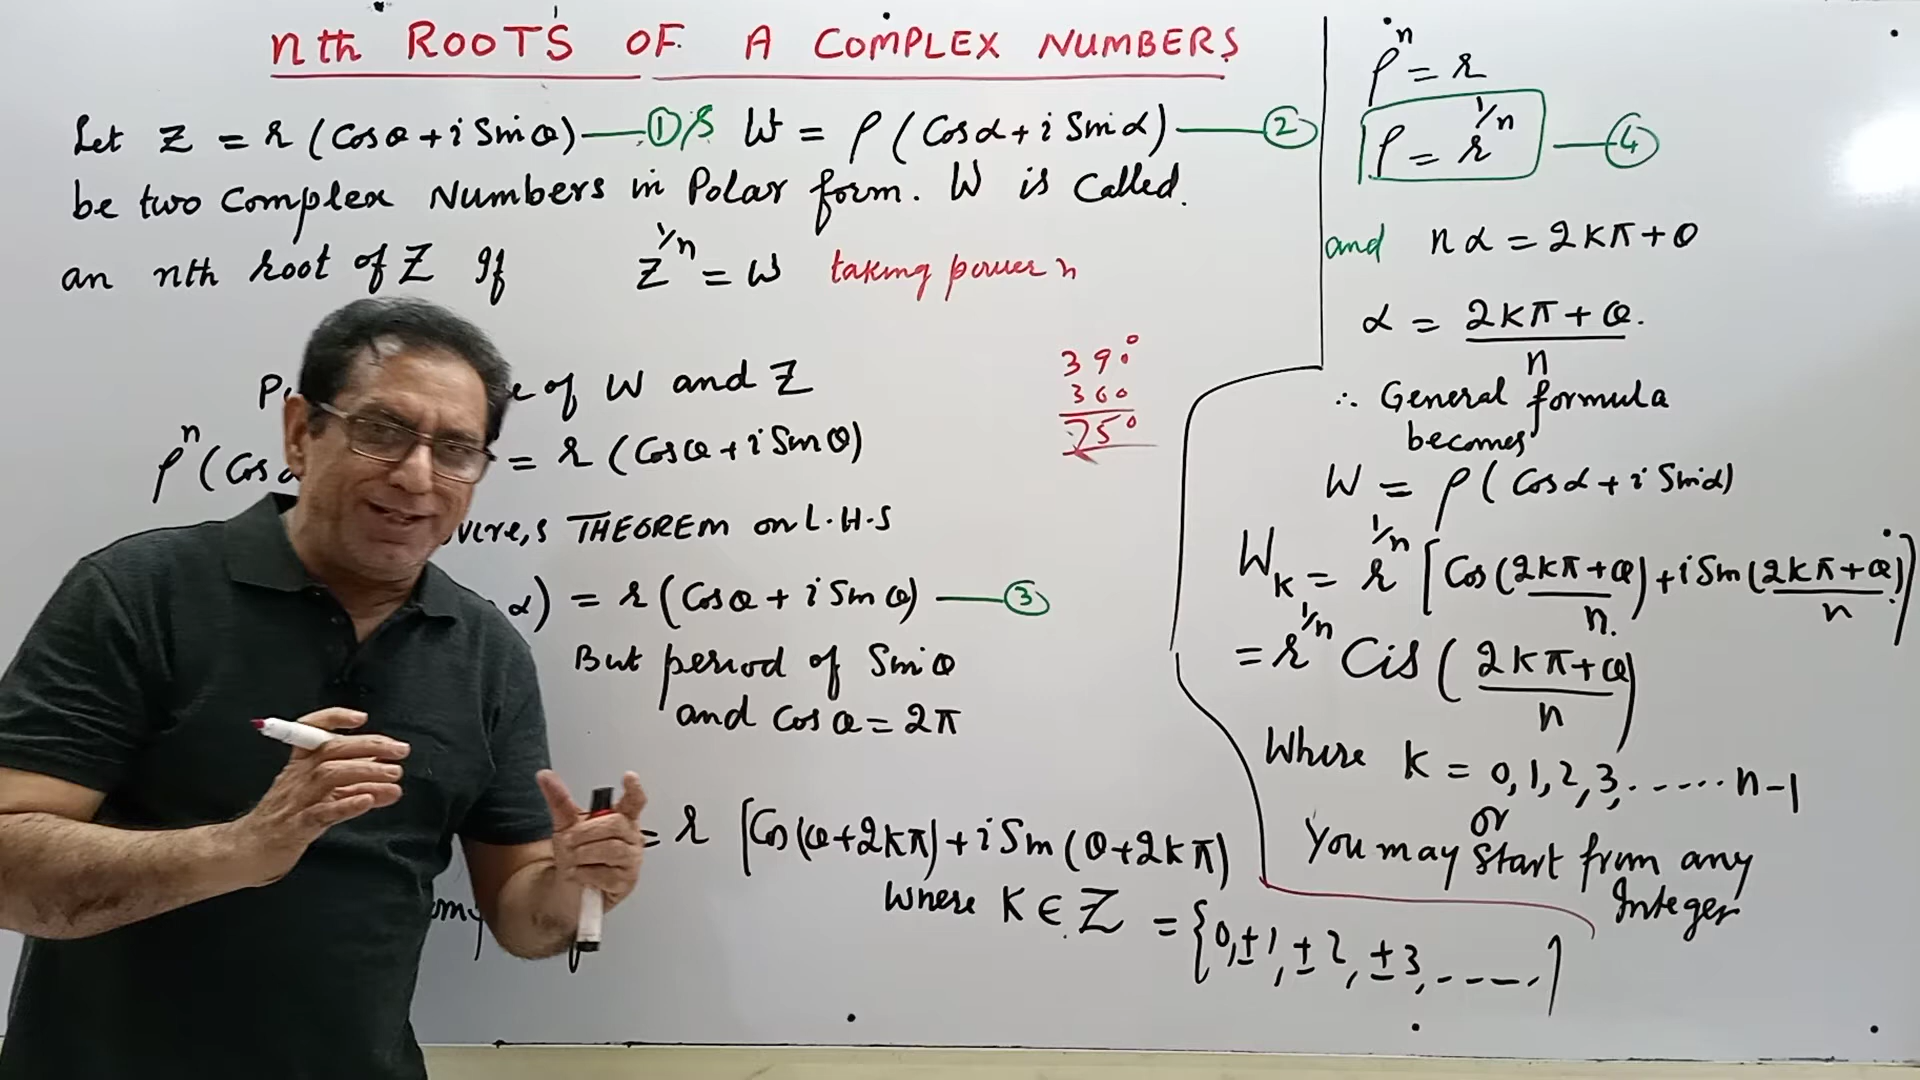 nth ROOTS OF A COMPLEX NUMBERS
Let Z = r (Cosθ + i Sinθ) — ① & W = ρ (Cosα + i Sinα) — ②
be two Complex Numbers in Polar form. W is Called
an nth root of Z If Z^1/n = W taking power n
of W and Z
ρ^n (Cos = r (Cosθ + i Sinθ)
THEOREM on L.H.S
α) = r (Cosθ + i Sinθ) — ③
But period of Sinθ
and Cosθ = 2π
= r [Cos(θ+2kπ) + i Sin(θ+2kπ)
Where K ∈ Z = {0, ±1, ±2, ±3, ------}
390°
360
75°
ρ^n = r
ρ = r^1/n — ④
and nα = 2kπ + θ
α = (2kπ + θ)/n
∴ General formula
becomes
W = ρ (Cosα + i Sinα)
W_K = r^1/n [Cos (2kπ+θ)/n + i Sin (2kπ+θ)/n]
= r^1/n Cis ((2kπ+θ)/n)
Where K = 0, 1, 2, 3, ...... n-1
or
You may Start from any
Integer